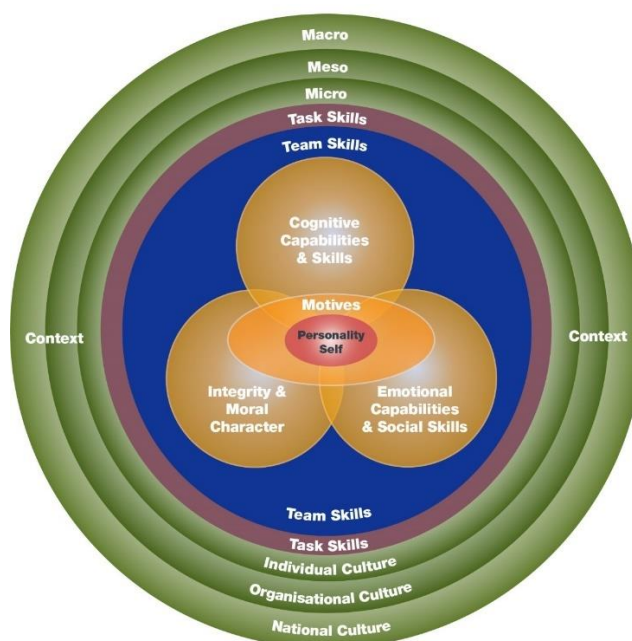 Macro
Meso
Micro
Task Skills
Team Skills
Cognitive
Capabilities
& Skills
Motives
Personality
Self
Context
Context
Integrity &
Moral
Character
Emotional
Capabilities
& Social Skills
Team Skills
Task Skills
Individual Culture
Organisational Culture
National Culture